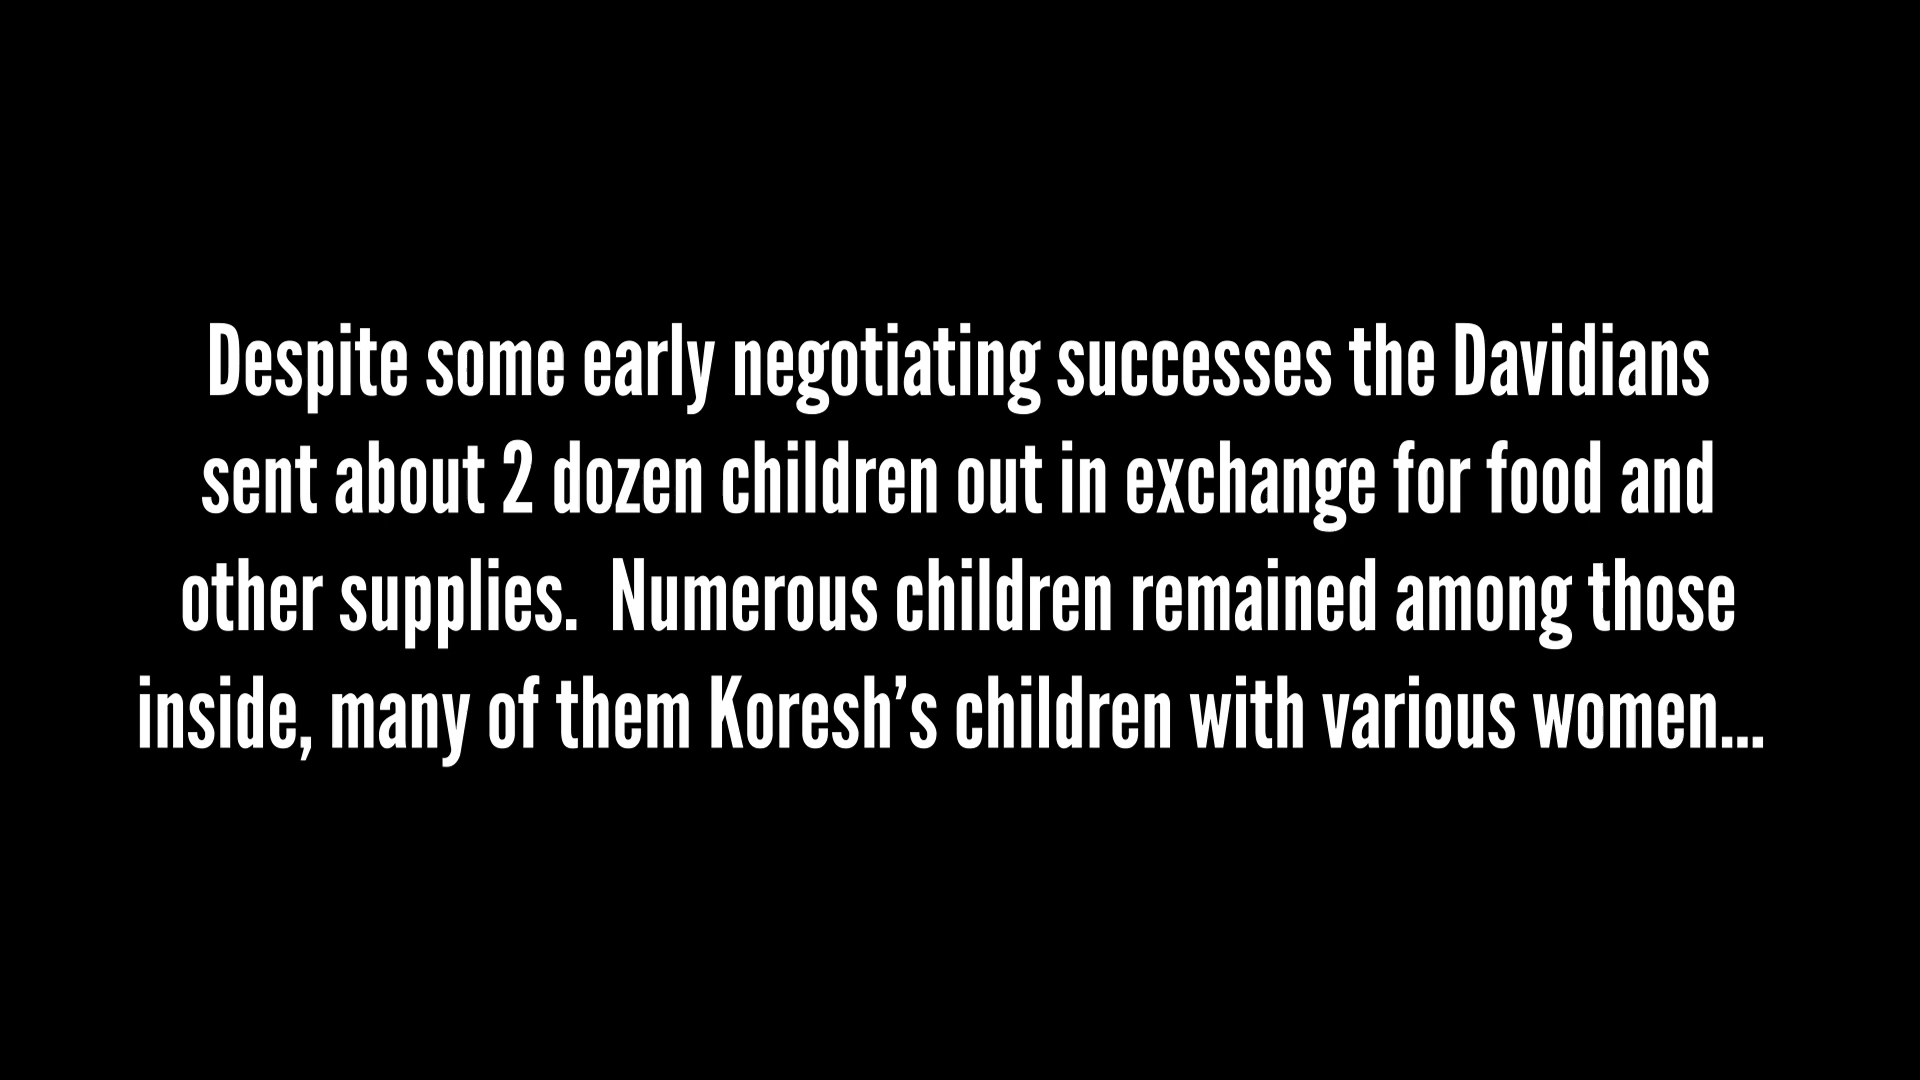 Despite some early negotiating successes the Davidians
sent about 2 dozen children out in exchange for food and
other supplies.  Numerous children remained among those
inside, many of them Koresh’s children with various women...